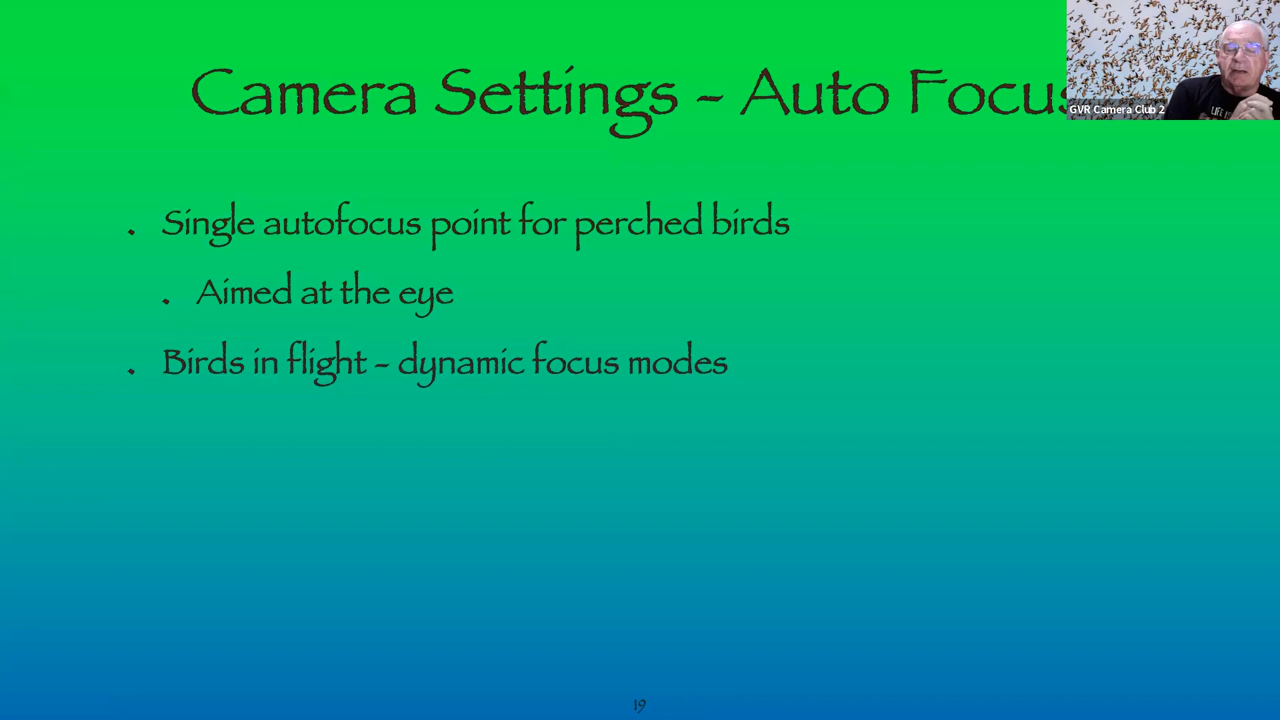 Camera Settings - Auto Focus
GVR Camera Club 2
. Single autofocus point for perched birds
. Aimed at the eye
. Birds in flight - dynamic focus modes
19